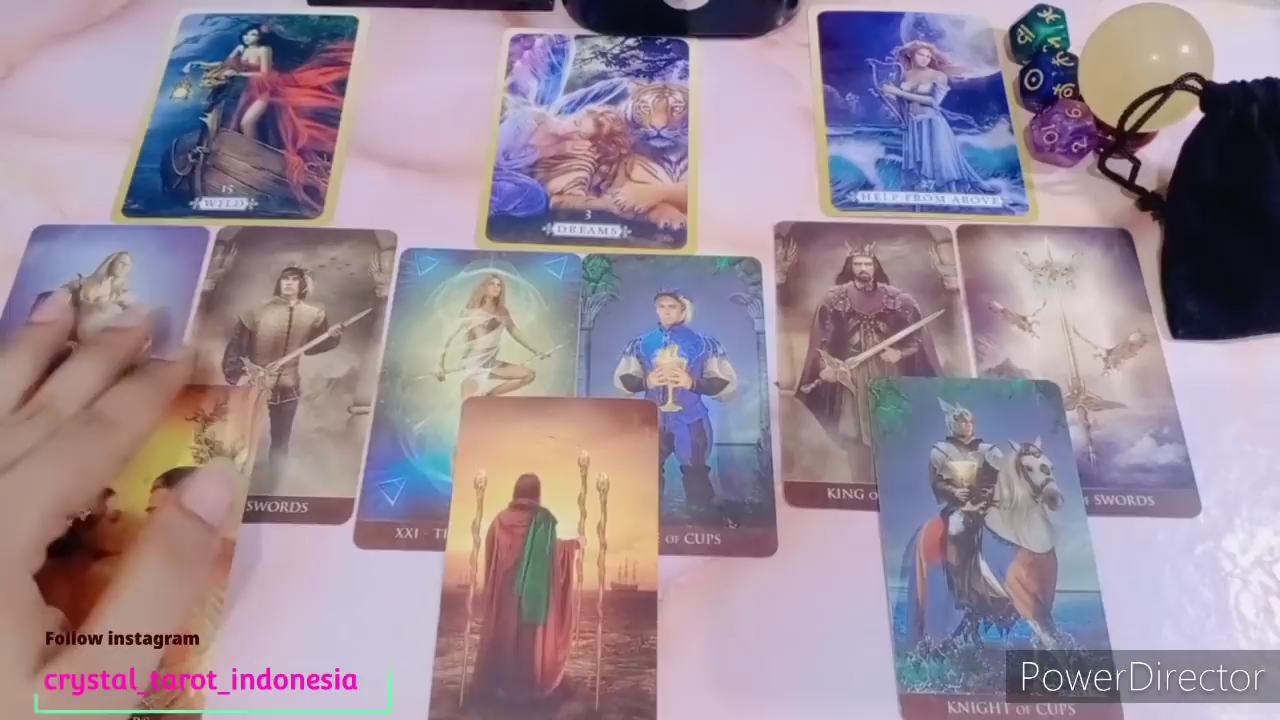 15
WILD
3
DREAMS
27
HELP FROM ABOVE
SWORDS
XXI
OF CUPS
KING
OF SWORDS
KNIGHT OF CUPS
Follow instagram
crystal_tarot_indonesia
PowerDirector